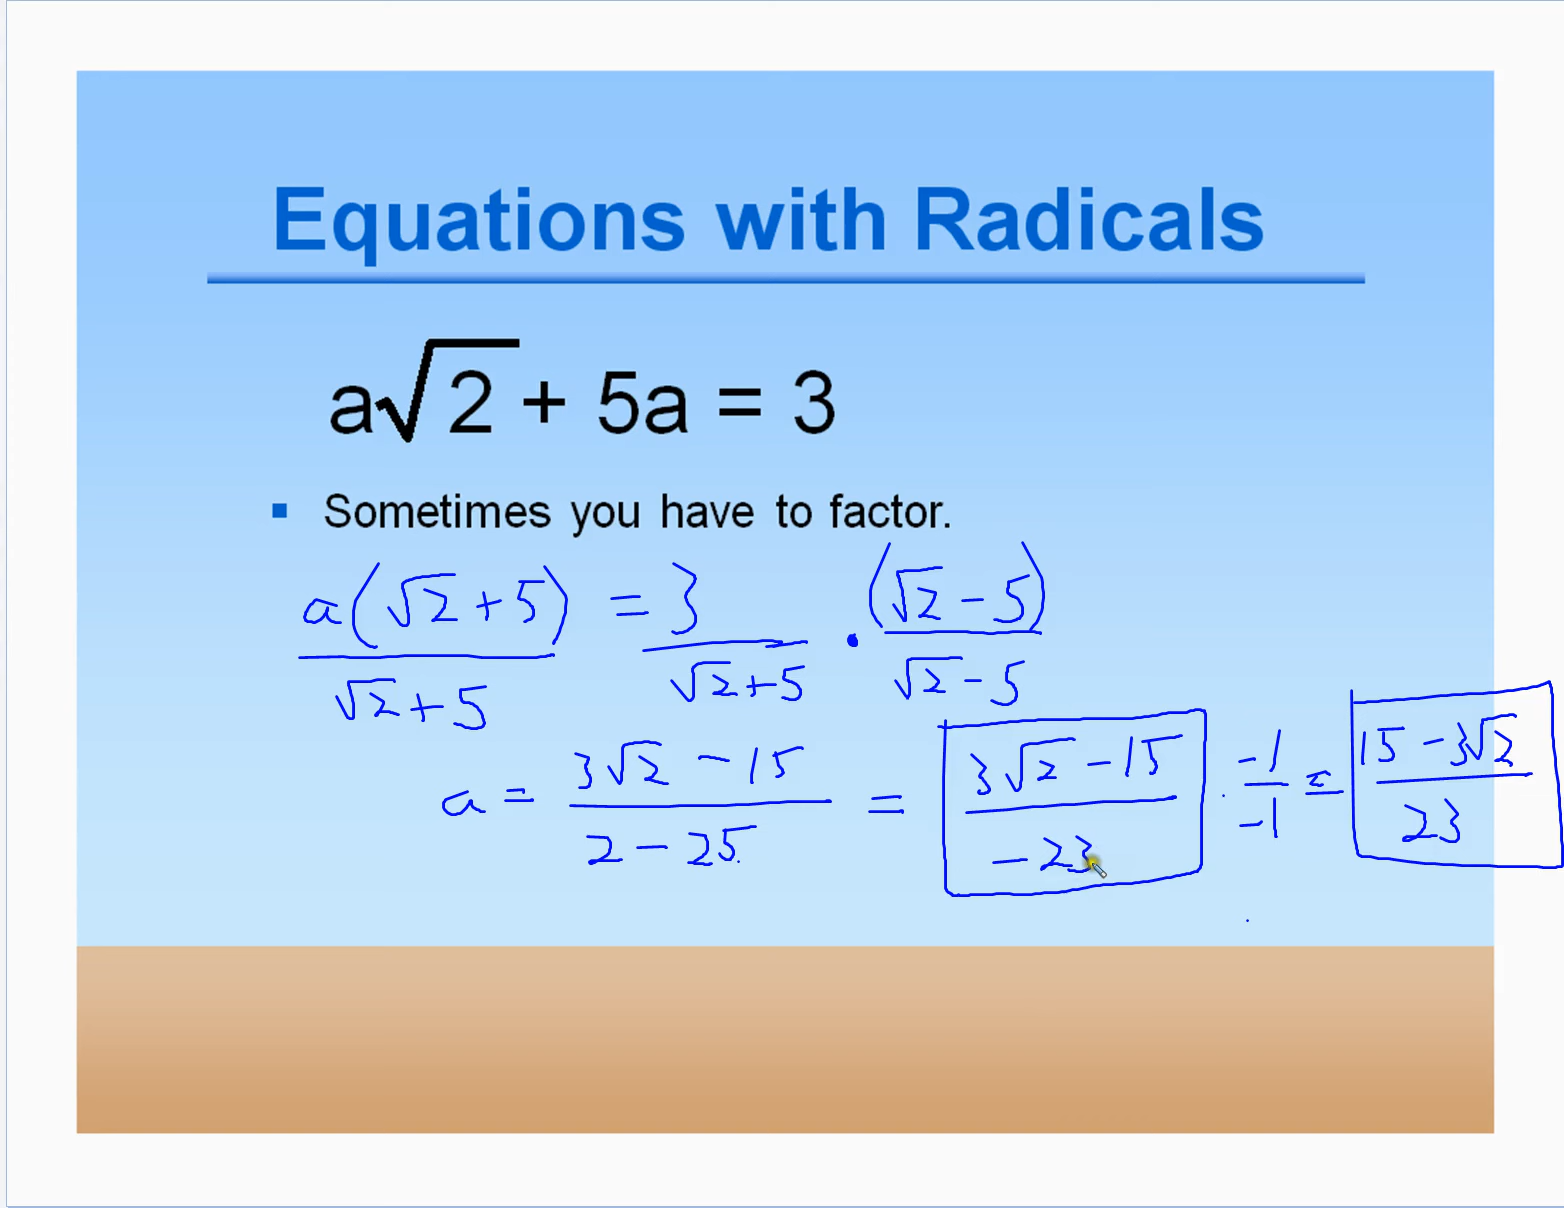 Equations with Radicals
a√2 + 5a = 3
▪ Sometimes you have to factor.
a(√2+5) = 3 (√2-5)
√2+5 √2+5 • √2-5
a = 3√2 - 15 = 3√2 - 15 · -1 = 15 - 3√2
2 - 25 -23 -1 23